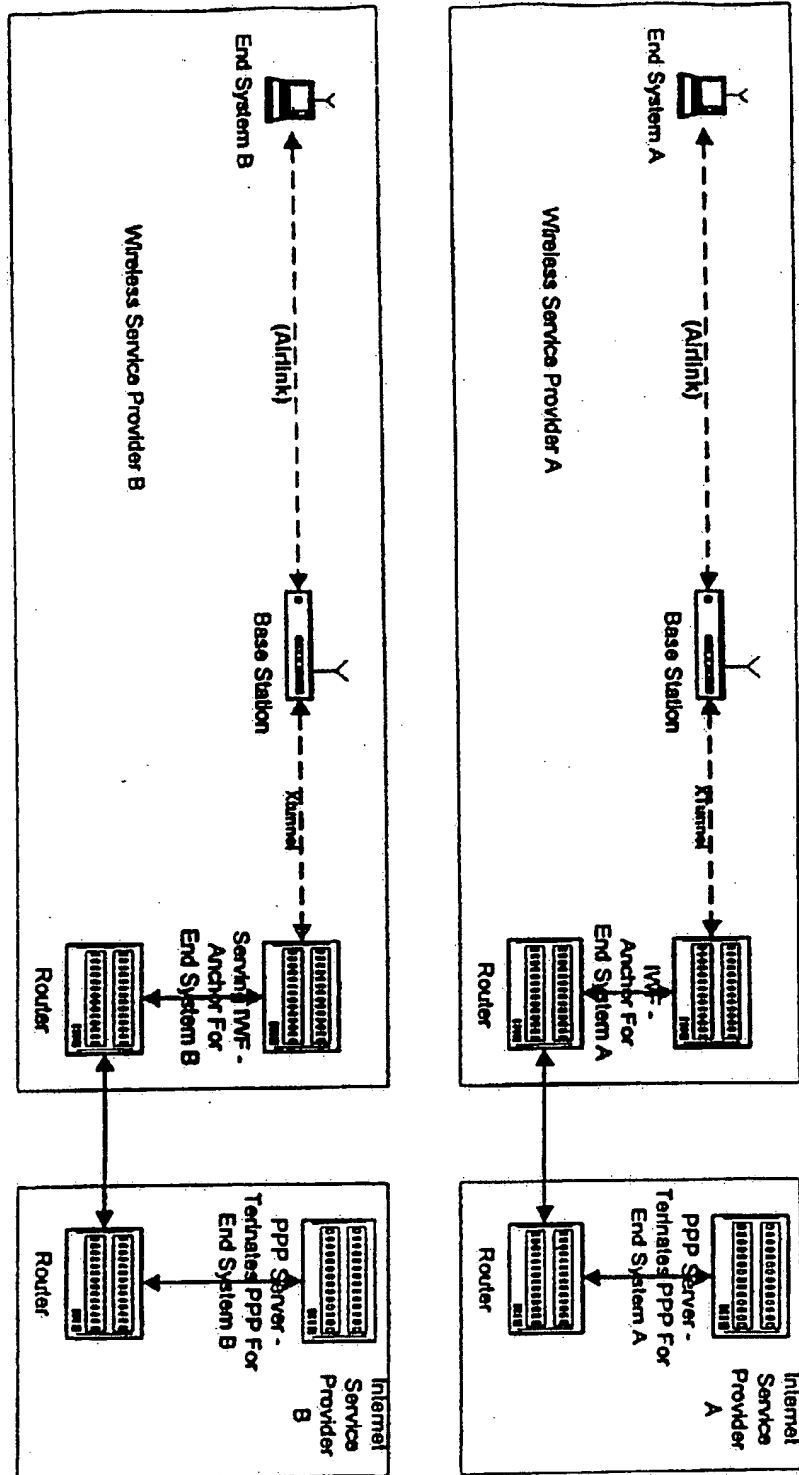 End System A
(Airlink)
Wireless Service Provider A
Base Station
XTunnel
IWF -
Anchor For
End System A
Router
PPP Server -
Terinates PPP For
End System A
Router
Internet
Service
Provider
A
End System B
(Airlink)
Wireless Service Provider B
Base Station
Xtunnel
Serving IWF -
Anchor For
End System B
Router
PPP Server -
Terinates PPP For
End System B
Router
Internet
Service
Provider
B